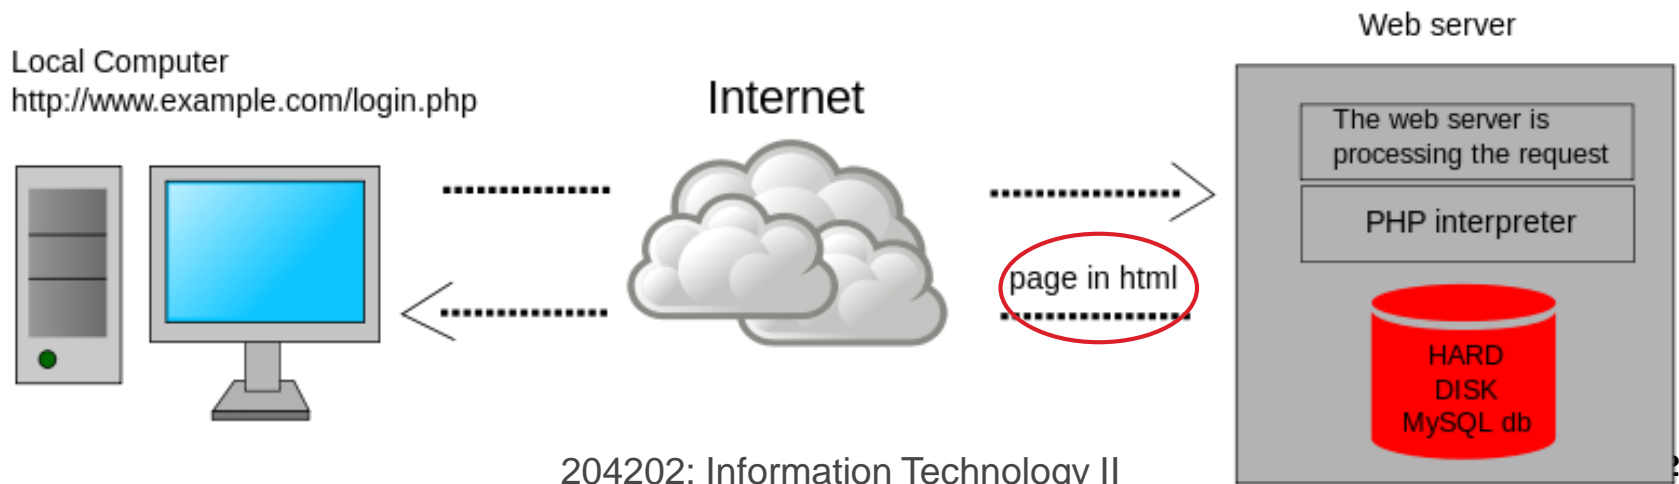 Local Computer
http://www.example.com/login.php
Internet
Web server
The web server is
processing the request
PHP interpreter
page in html
HARD
DISK
MySQL db
204202: Information Technology II